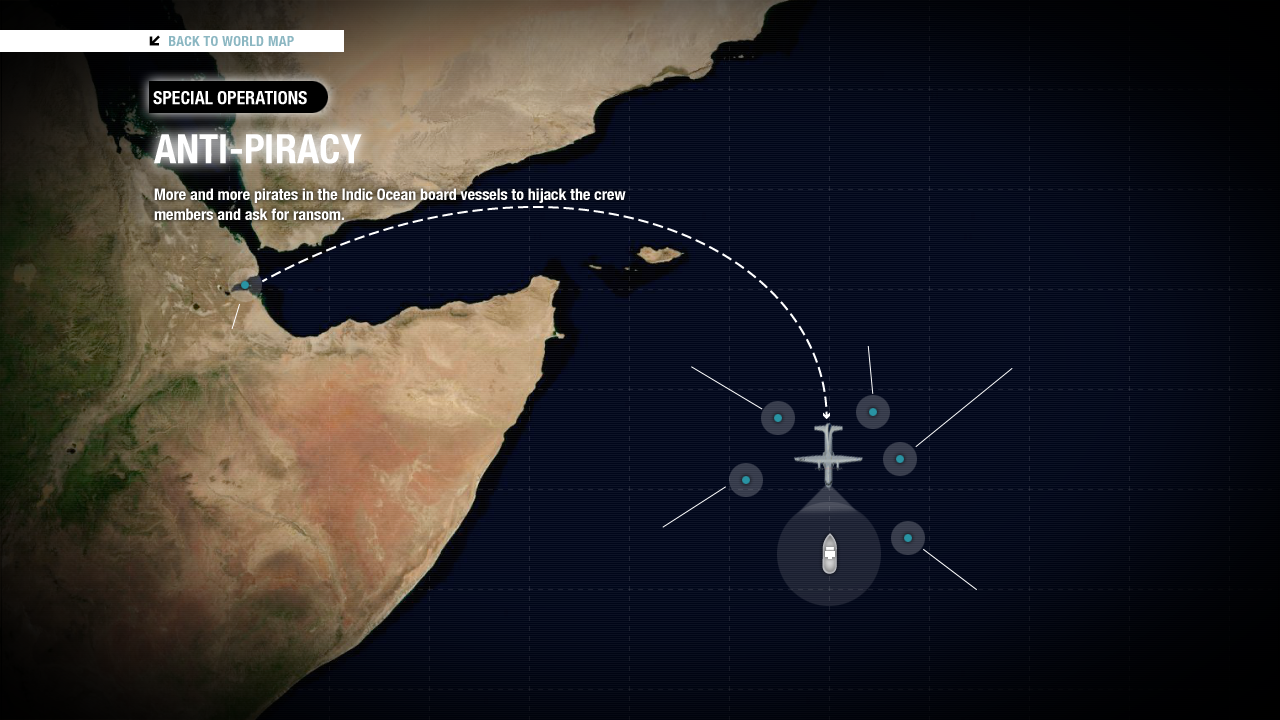 BACK TO WORLD MAP
SPECIAL OPERATIONS
ANTI-PIRACY
More and more pirates in the Indic Ocean board vessels to hijack the crew
members and ask for ransom.